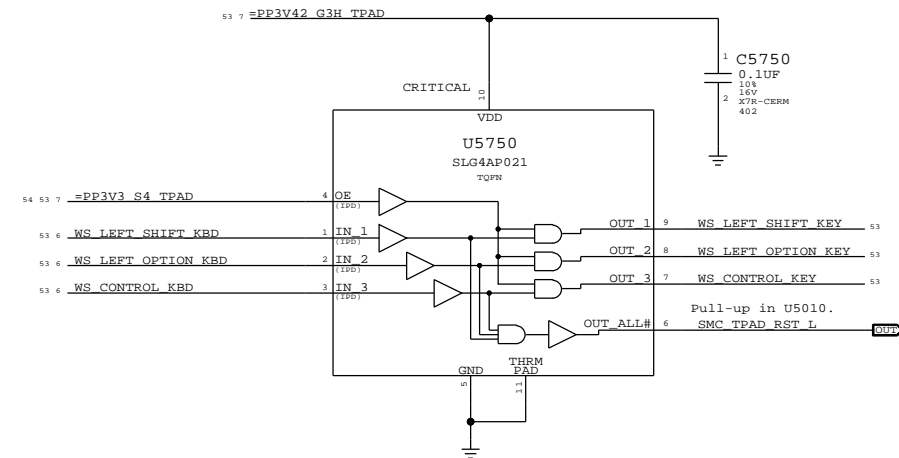 53 7 =PP3V42_G3H_TPAD
1 C5750
0.1UF
10%
16V
2 X7R-CERM
402
CRITICAL
10
VDD
U5750
SLG4AP021
TQFN
54 53 7 =PP3V3_S4_TPAD 4 OE
(IPD)
53 6 WS_LEFT_SHIFT_KBD 1 IN_1 OUT_1 9 WS_LEFT_SHIFT_KEY 53
(IPD)
53 6 WS_LEFT_OPTION_KBD 2 IN_2 OUT_2 8 WS_LEFT_OPTION_KEY 53
(IPD)
53 6 WS_CONTROL_KBD 3 IN_3 OUT_3 7 WS_CONTROL_KEY 53
(IPD)
Pull-up in U5010.
OUT_ALL# 6 SMC_TPAD_RST_L OUT
THRM
GND PAD
5 11